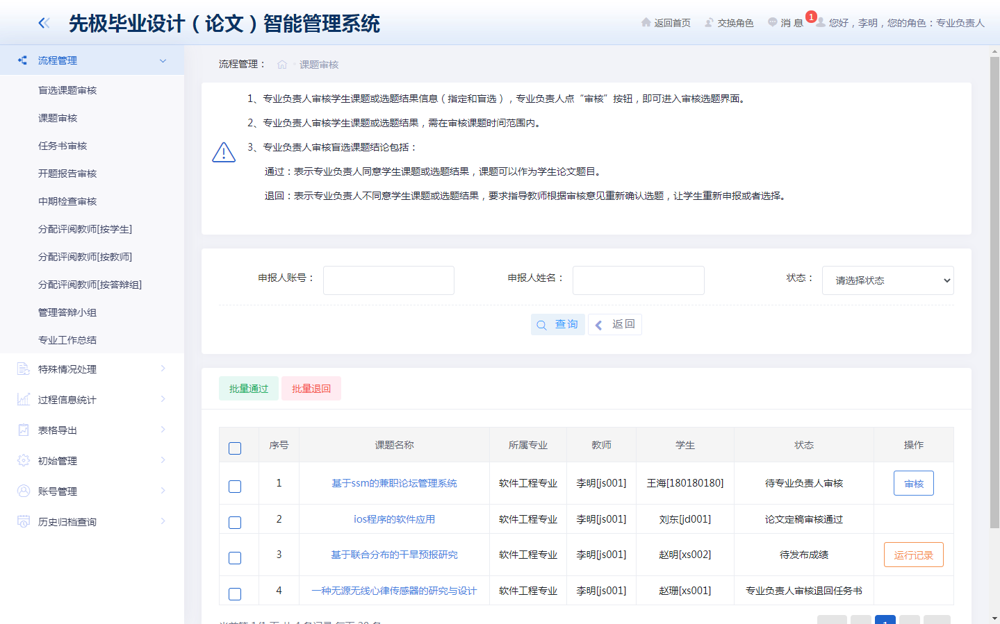 先极毕业设计（论文）智能管理系统
返回首页 交换角色 消 息 1 您好，李明，您的角色：专业负责人
流程管理
盲选课题审核
课题审核
任务书审核
开题报告审核
中期检查审核
分配评阅教师[按学生]
分配评阅教师[按教师]
分配评阅教师[按答辩组]
管理答辩小组
专业工作总结
特殊情况处理
过程信息统计
表格导出
初始管理
账号管理
历史归档查询
流程管理： 课题审核
1、专业负责人审核学生课题或选题结果信息（指定和盲选），专业负责人点“审核”按钮，即可进入审核选题界面。
2、专业负责人审核学生课题或选题结果，需在审核课题时间范围内。
3、专业负责人审核盲选课题结论包括：
通过：表示专业负责人同意学生课题或选题结果，课题可以作为学生论文题目。
退回：表示专业负责人不同意学生课题或选题结果，要求指导教师根据审核意见重新确认选题，让学生重新申报或者选择。
申报人账号： 申报人姓名： 状态： 请选择状态
查询 返回
批量通过 批量退回
序号 课题名称 所属专业 教师 学生 状态 操作
1 基于ssm的兼职论坛管理系统 软件工程专业 李明[js001] 王海[180180180] 待专业负责人审核 审核
2 ios程序的软件应用 软件工程专业 李明[js001] 刘东[jd001] 论文定稿审核通过
3 基于联合分布的干旱预报研究 软件工程专业 李明[js001] 赵明[xs002] 待发布成绩 运行记录
4 一种无源无线心律传感器的研究与设计 软件工程专业 李明[js001] 赵珊[xs001] 专业负责人审核退回任务书